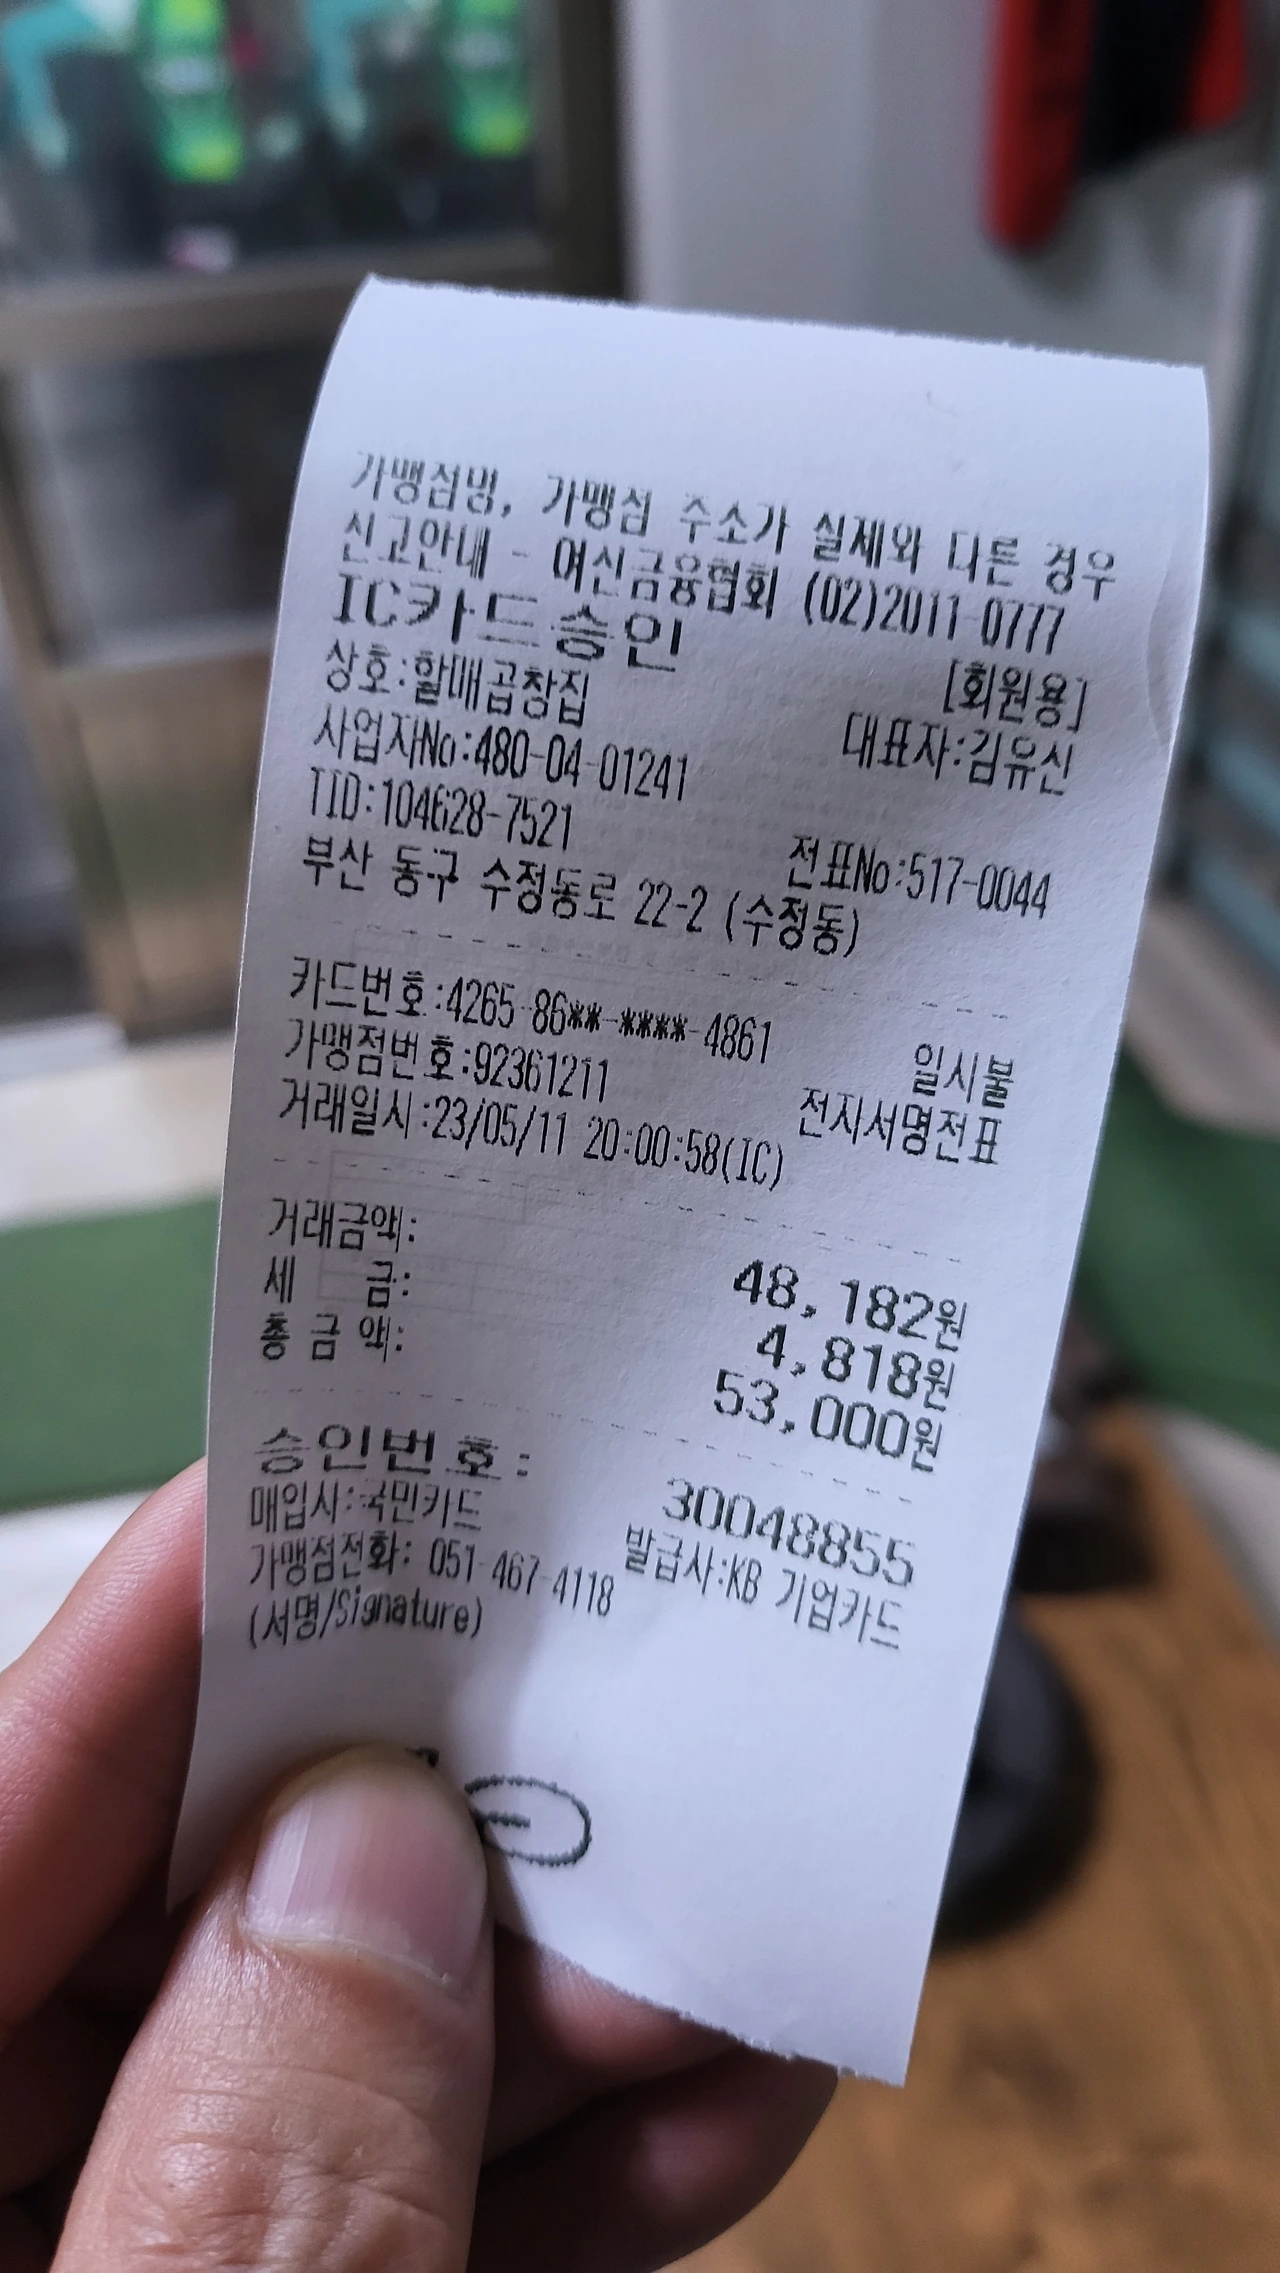 가맹점명, 가맹점 주소가 실제와 다른 경우
신고안내 - 여신금융협회 (02)2011-0777
IC카드승인 [회원용]
상호:할매곱창집 대표자:김유신
사업자No:480-04-01241
TID:104628-7521 전표No:517-0044
부산 동구 수정동로 22-2 (수정동)
카드번호:4265-86**-****-4861 일시불
가맹점번호:92361211 전자서명전표
거래일시:23/05/11 20:00:58(IC)
거래금액: 48,182원
세 금: 4,818원
총 금 액: 53,000원
승인번호: 30048855
매입사:국민카드 발급사:KB 기업카드
가맹점전화: 051-467-4118
(서명/Signature)